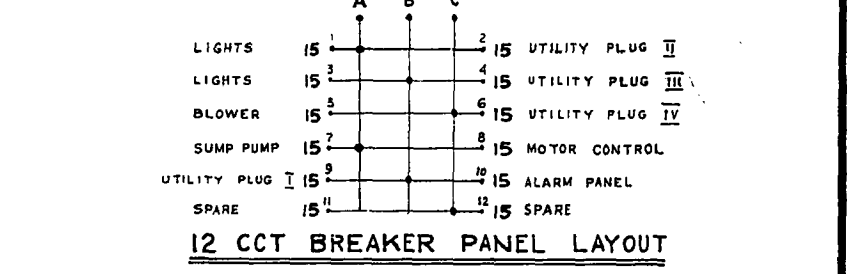 A B C
LIGHTS 15 1 2 15 UTILITY PLUG II
LIGHTS 15 3 4 15 UTILITY PLUG III
BLOWER 15 5 6 15 UTILITY PLUG IV
SUMP PUMP 15 7 8 15 MOTOR CONTROL
UTILITY PLUG I 15 9 10 15 ALARM PANEL
SPARE 15 11 12 15 SPARE
12 CCT BREAKER PANEL LAYOUT